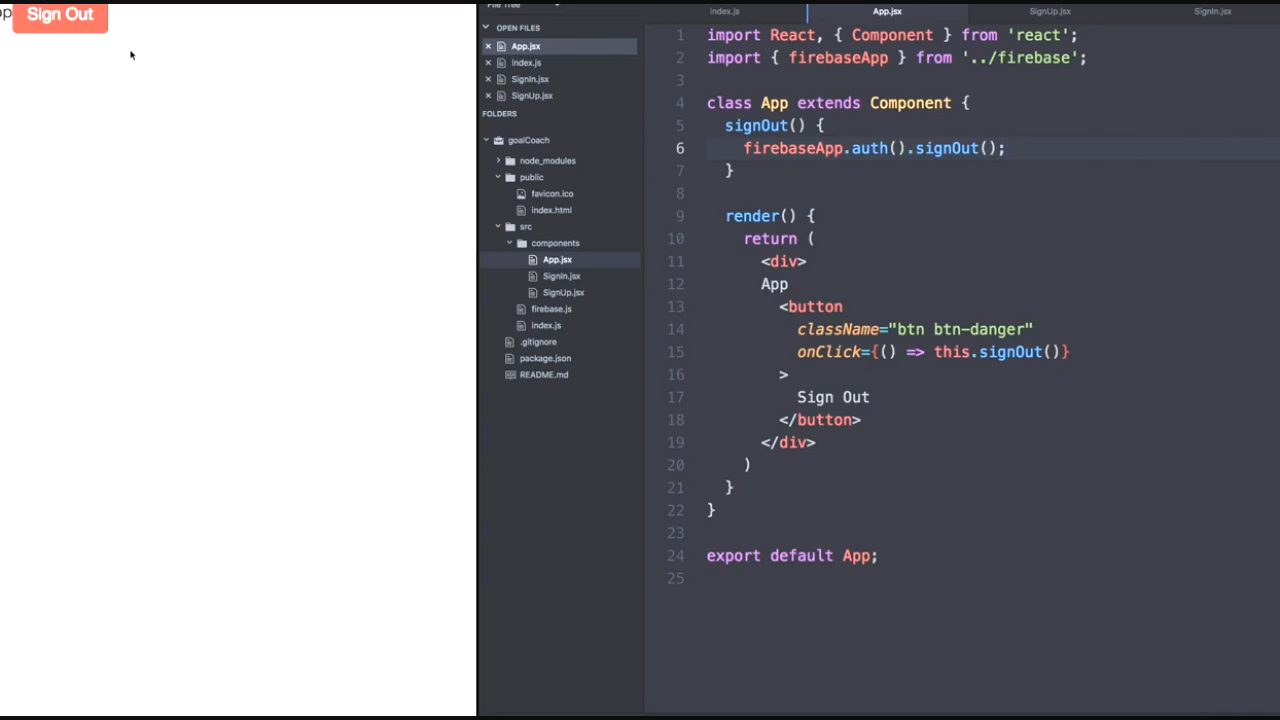 pp Sign Out
File Tree
OPEN FILES
App.jsx
index.js
SignIn.jsx
SignUp.jsx
FOLDERS
goalCoach
node_modules
public
favicon.ico
index.html
src
components
App.jsx
SignIn.jsx
SignUp.jsx
firebase.js
index.js
.gitignore
package.json
README.md
index.js App.jsx SignUp.jsx SignIn.jsx
1 import React, { Component } from 'react';
2 import { firebaseApp } from '../firebase';
3
4 class App extends Component {
5 signOut() {
6 firebaseApp.auth().signOut();
7 }
8
9 render() {
10 return (
11 <div>
12 App
13 <button
14 className="btn btn-danger"
15 onClick={() => this.signOut()}
16 >
17 Sign Out
18 </button>
19 </div>
20 )
21 }
22 }
23
24 export default App;
25